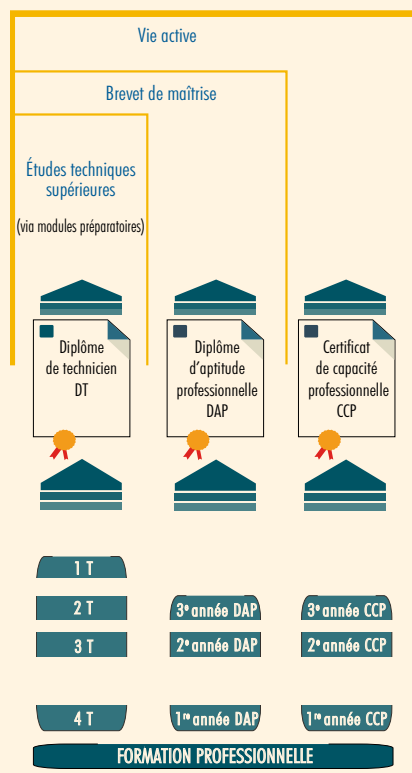 Vie active
Brevet de maîtrise
Études techniques
supérieures
(via modules préparatoires)
Diplôme
de technicien
DT
Diplôme
d'aptitude
professionnelle
DAP
Certificat
de capacité
professionnelle
CCP
1 T
2 T
3e année DAP
3e année CCP
3 T
2e année DAP
2e année CCP
4 T
1re année DAP
1re année CCP
FORMATION PROFESSIONNELLE